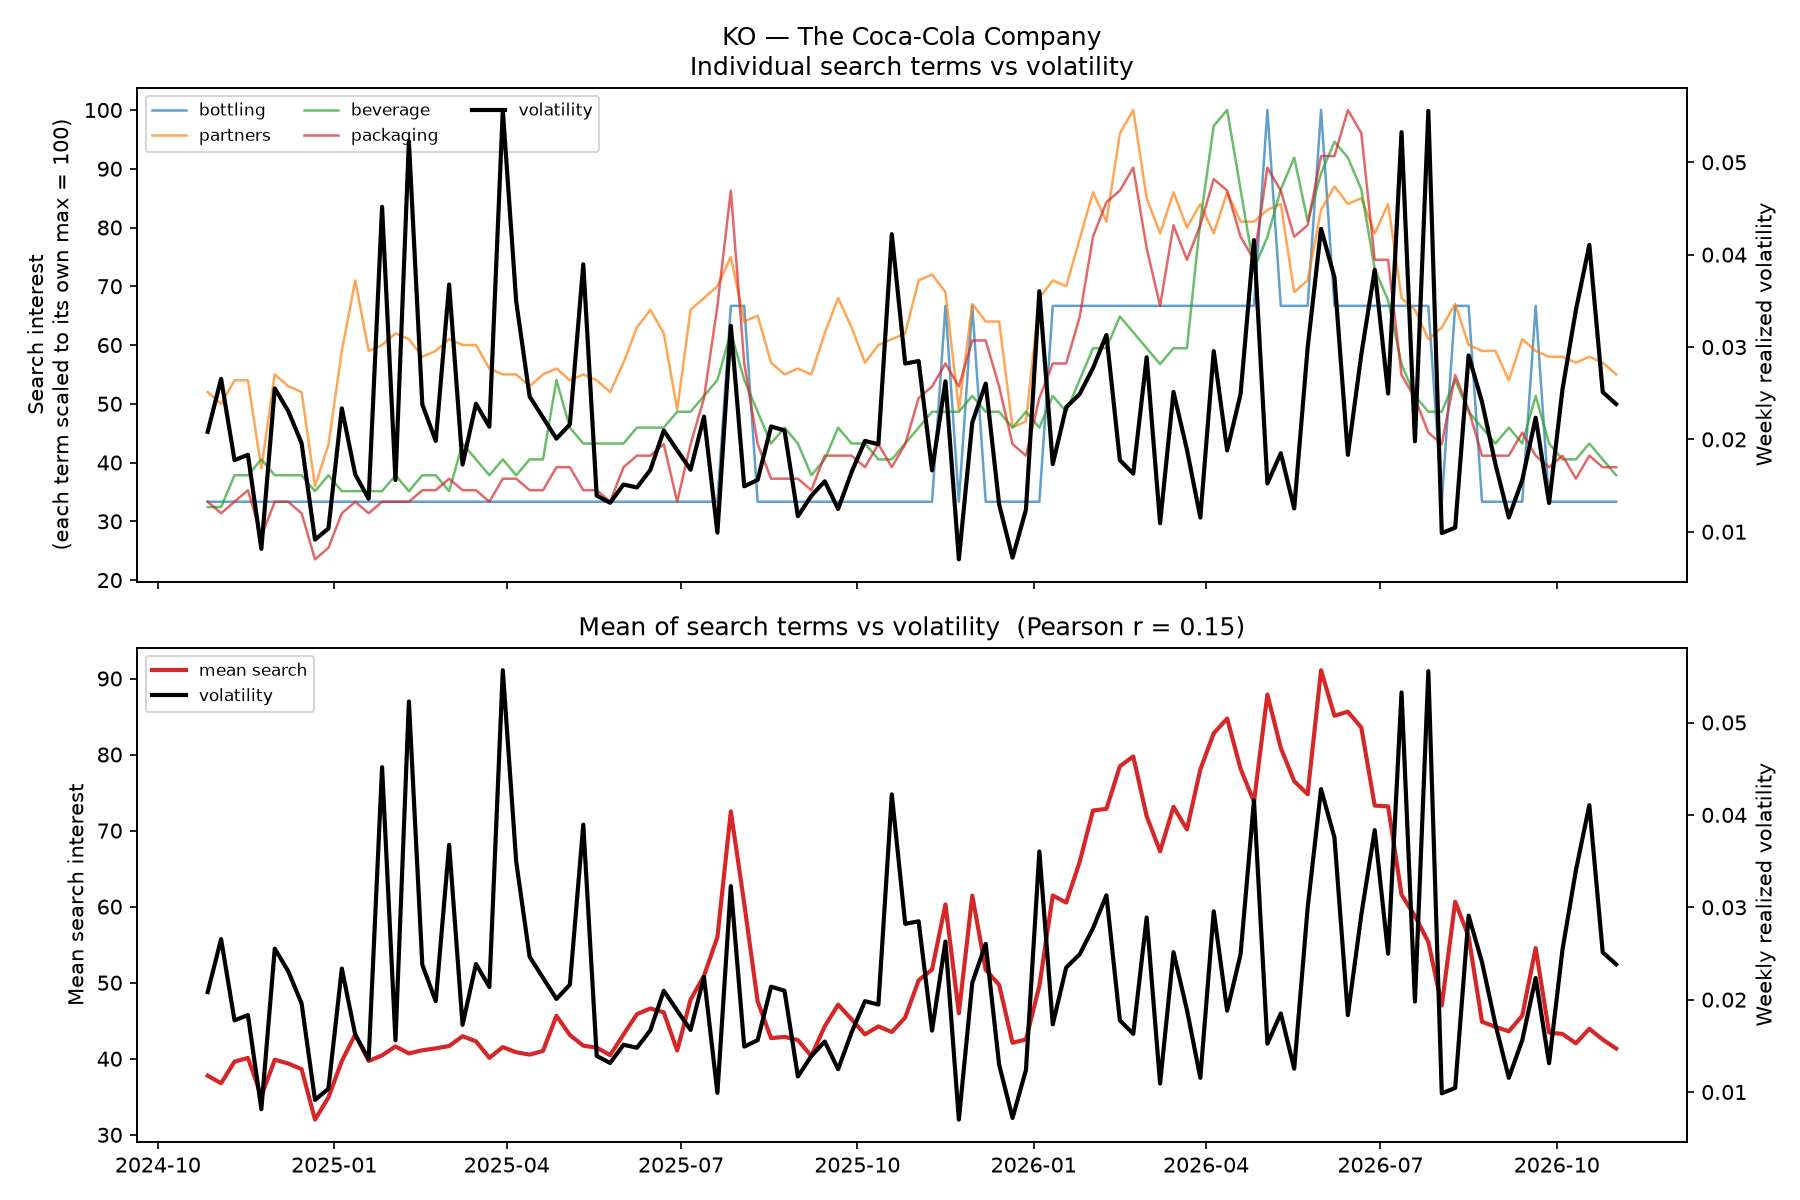 KO — The Coca-Cola Company
Individual search terms vs volatility
bottling
partners
beverage
packaging
volatility
Search interest
(each term scaled to its own max = 100)
100
90
80
70
60
50
40
30
20
0.05
0.04
0.03
0.02
0.01
Weekly realized volatility
Mean of search terms vs volatility (Pearson r = 0.15)
mean search
volatility
Mean search interest
90
80
70
60
50
40
30
0.05
0.04
0.03
0.02
0.01
Weekly realized volatility
2024-10
2025-01
2025-04
2025-07
2025-10
2026-01
2026-04
2026-07
2026-10